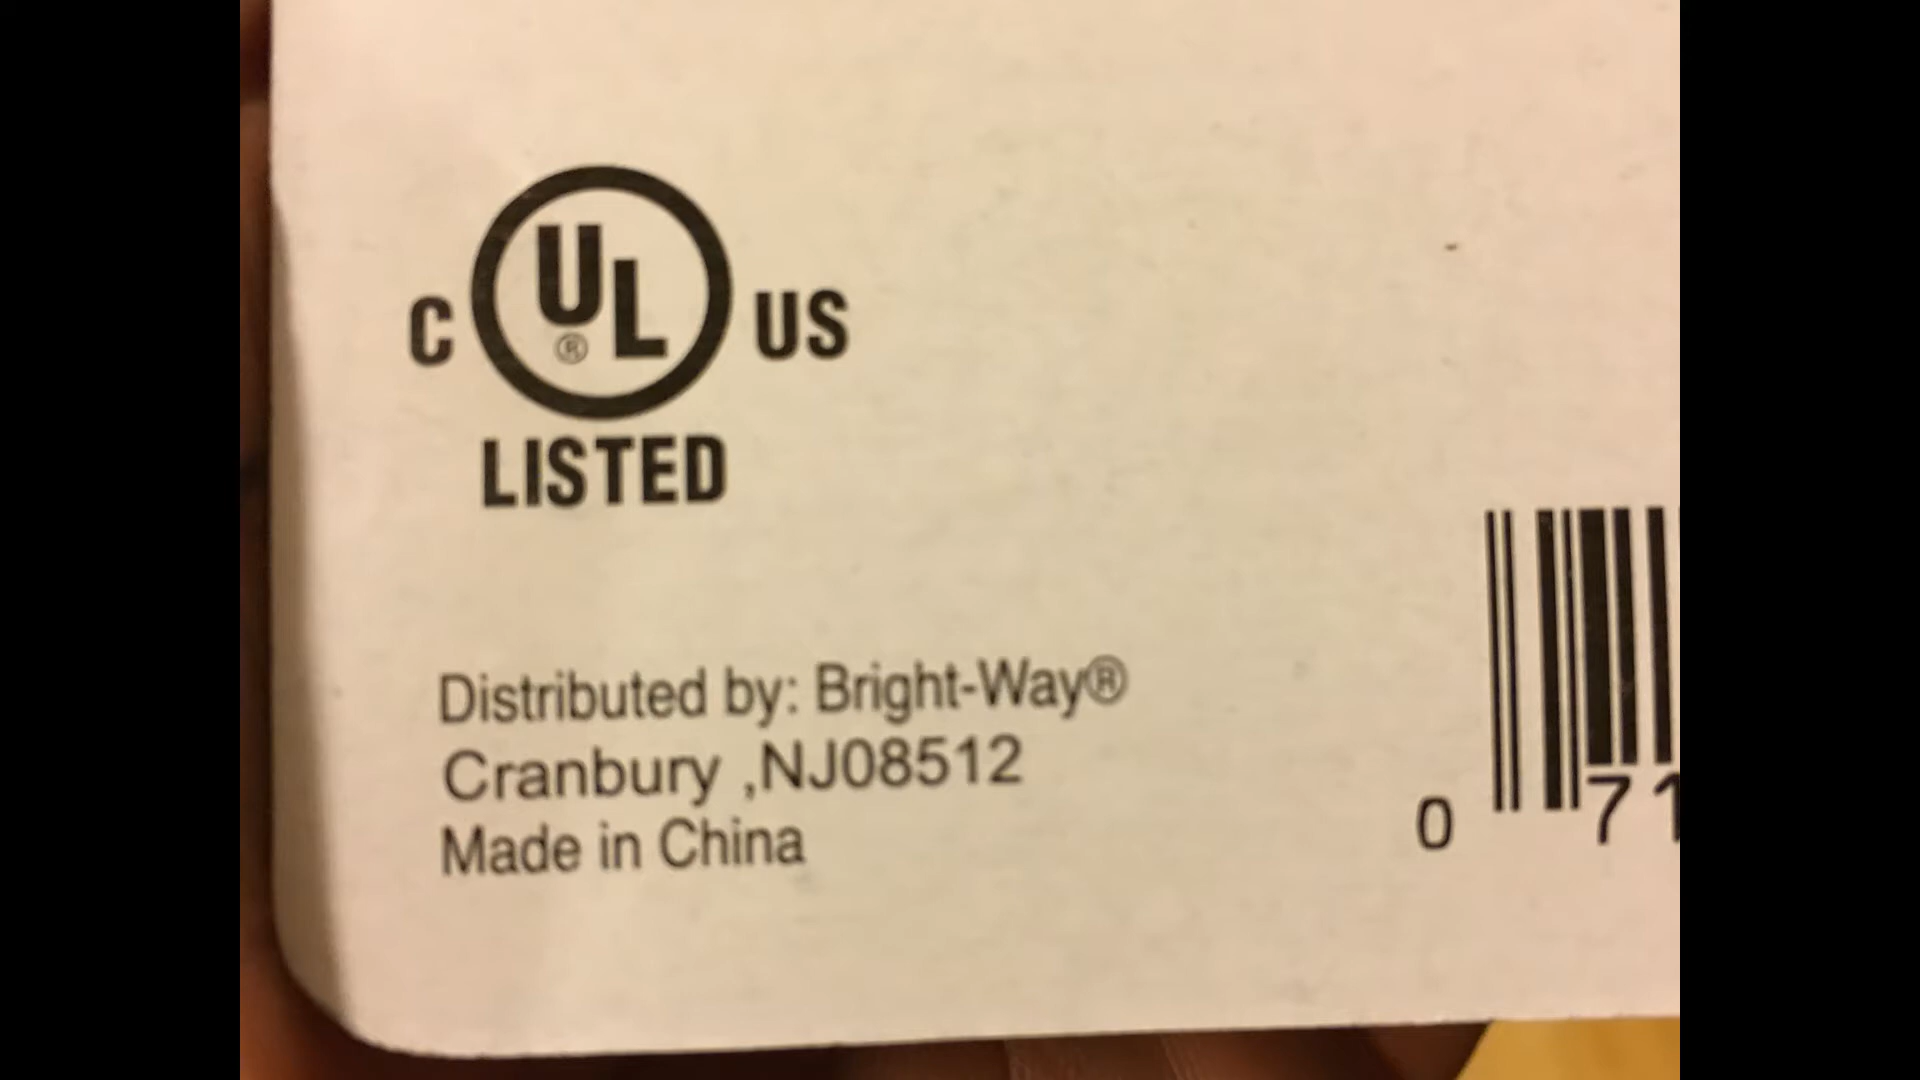 C UL® US
LISTED
Distributed by: Bright-Way®
Cranbury ,NJ08512
Made in China
0 71